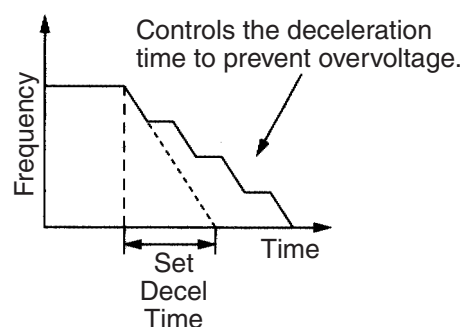 Controls the deceleration
time to prevent overvoltage.
Frequency
Time
Set
Decel
Time